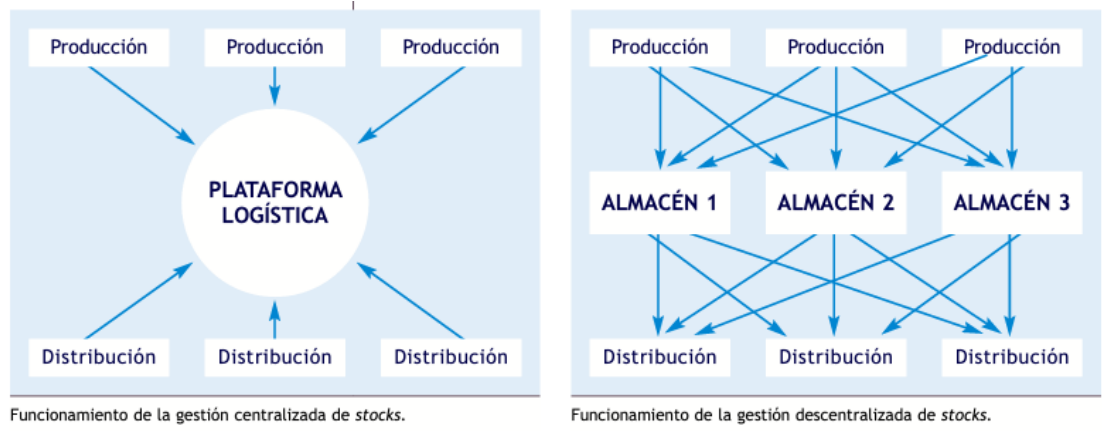 Producción Producción Producción
PLATAFORMA
LOGÍSTICA
Distribución Distribución Distribución
Funcionamiento de la gestión centralizada de stocks.
Producción Producción Producción
ALMACÉN 1 ALMACÉN 2 ALMACÉN 3
Distribución Distribución Distribución
Funcionamiento de la gestión descentralizada de stocks.